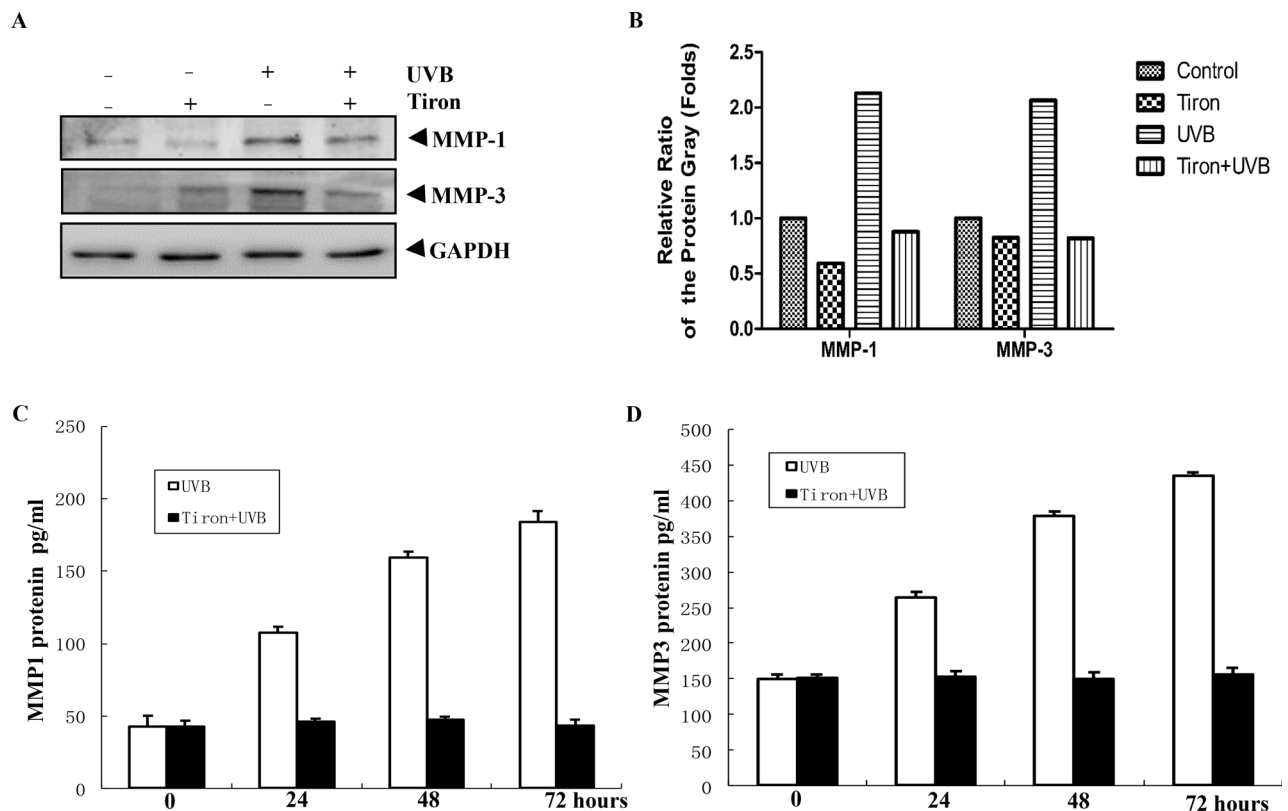 A
- - + + UVB
- + - + Tiron
MMP-1
MMP-3
GAPDH
B
Relative Ratio
of the Protein Gray (Folds)
2.5
2.0
1.5
1.0
0.5
0.0
MMP-1 MMP-3
Control
Tiron
UVB
Tiron+UVB
C
MMP1 protenin pg/ml
250
200
150
100
50
0
UVB
Tiron+UVB
0 24 48 72 hours
D
MMP3 protenin pg/ml
500
450
400
350
300
250
200
150
100
50
0
UVB
Tiron+UVB
0 24 48 72 hours